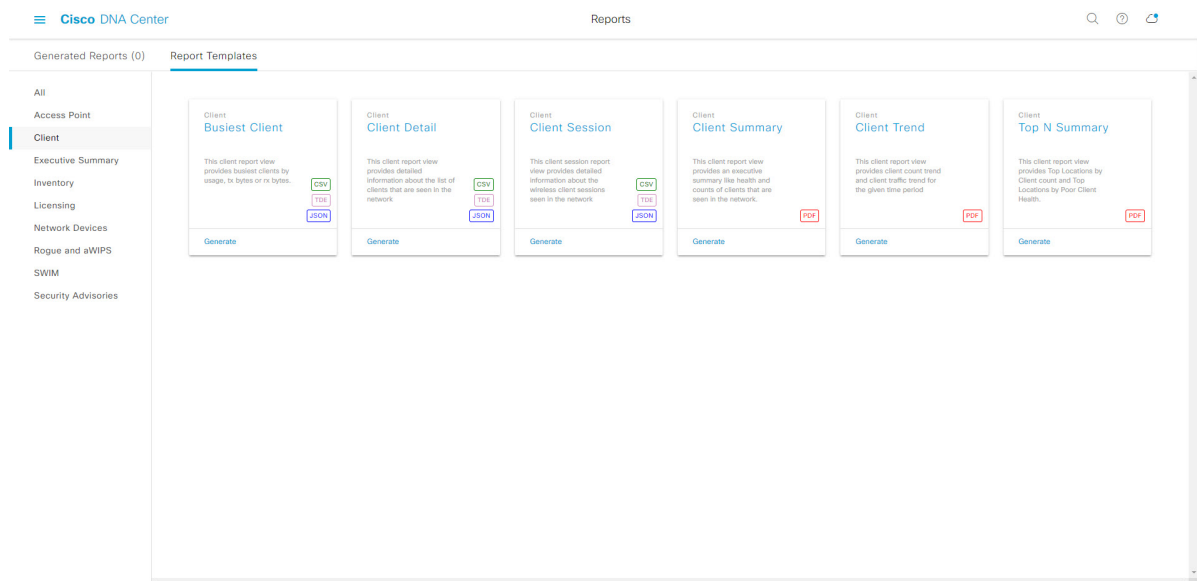 Cisco DNA Center
Reports
Generated Reports (0)
Report Templates
All
Access Point
Client
Executive Summary
Inventory
Licensing
Network Devices
Rogue and aWIPS
SWIM
Security Advisories
Client
Busiest Client
This client report view
provides busiest clients by
usage, tx bytes or rx bytes.
CSV
TDE
JSON
Generate
Client
Client Detail
This client report view
provides detailed
information about the list of
clients that are seen in the
network
CSV
TDE
JSON
Generate
Client
Client Session
This client session report
view provides detailed
information about the
wireless client sessions
seen in the network
CSV
TDE
JSON
Generate
Client
Client Summary
This client report view
provides an executive
summary like health and
counts of clients that are
seen in the network.
PDF
Generate
Client
Client Trend
This client report view
provides client count trend
and client traffic trend for
the given time period
PDF
Generate
Client
Top N Summary
This client report view
provides Top Locations by
Client count and Top
Locations by Poor Client
Health.
PDF
Generate